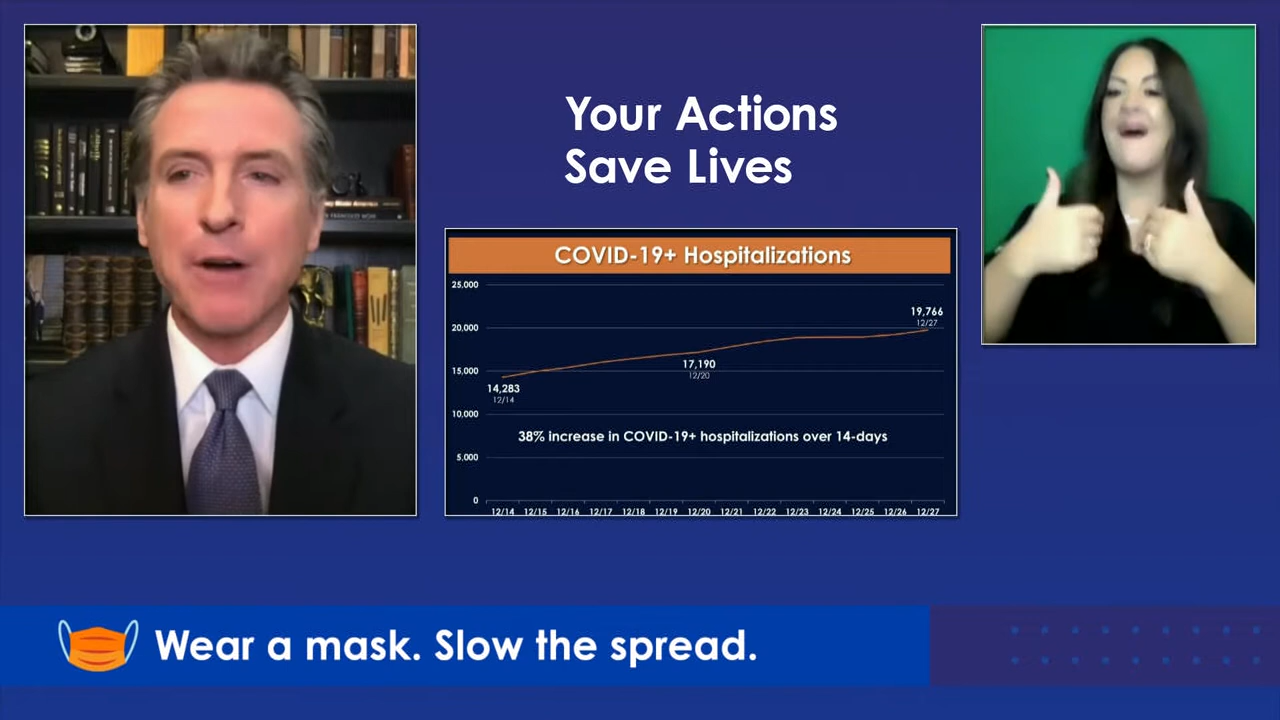 Your Actions
Save Lives
COVID-19+ Hospitalizations
25,000
20,000
15,000
10,000
5,000
0
19,766
12/27
17,190
12/20
14,283
12/14
38% increase in COVID-19+ hospitalizations over 14-days
12/14 12/15 12/16 12/17 12/18 12/19 12/20 12/21 12/22 12/23 12/24 12/25 12/26 12/27
Wear a mask. Slow the spread.